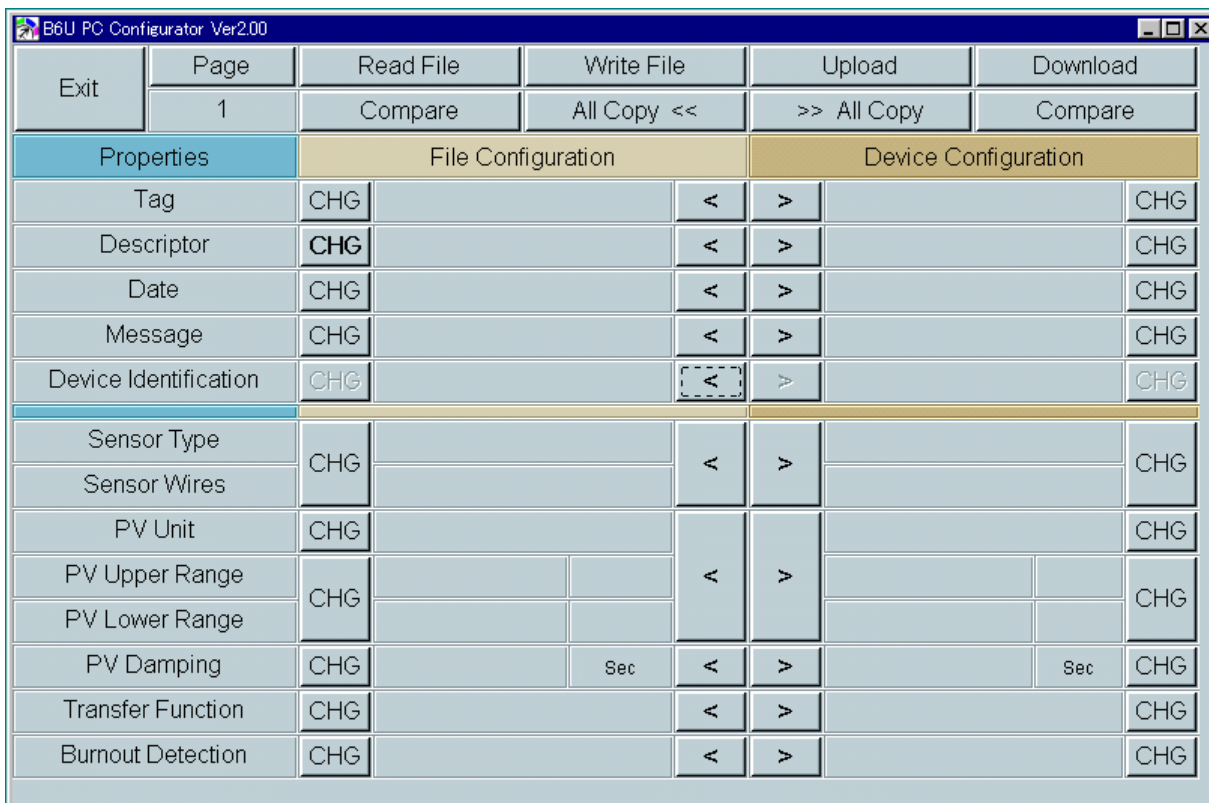 B6U PC Configurator Ver2.00
Exit Page Read File Write File Upload Download
1 Compare All Copy << >> All Copy Compare
Properties File Configuration Device Configuration
Tag CHG < > CHG
Descriptor CHG < > CHG
Date CHG < > CHG
Message CHG < > CHG
Device Identification CHG < > CHG
Sensor Type CHG < > CHG
Sensor Wires
PV Unit CHG < > CHG
PV Upper Range CHG CHG
PV Lower Range
PV Damping CHG Sec < > Sec CHG
Transfer Function CHG < > CHG
Burnout Detection CHG < > CHG